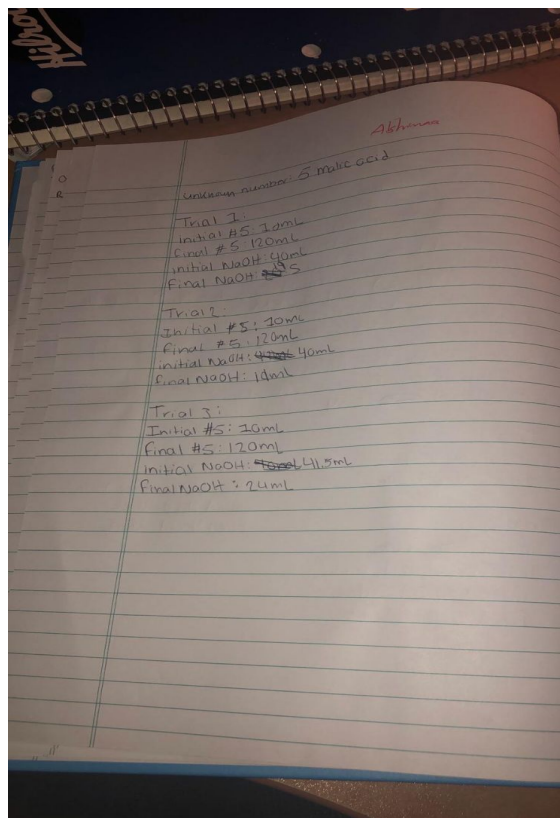 Hilroy
unknown number: 5 malic acid
Trial 1:
Initial #5: 10mL
final #5: 120mL
initial NaOH: 40mL
final NaOH: 5
Trial 2:
Initial #5: 10mL
final #5: 120mL
initial NaOH: 40mL
final NaOH: 14mL
Trial 3:
Initial #5: 10mL
final #5: 120mL
initial NaOH: 41.5mL
final NaOH: 24mL